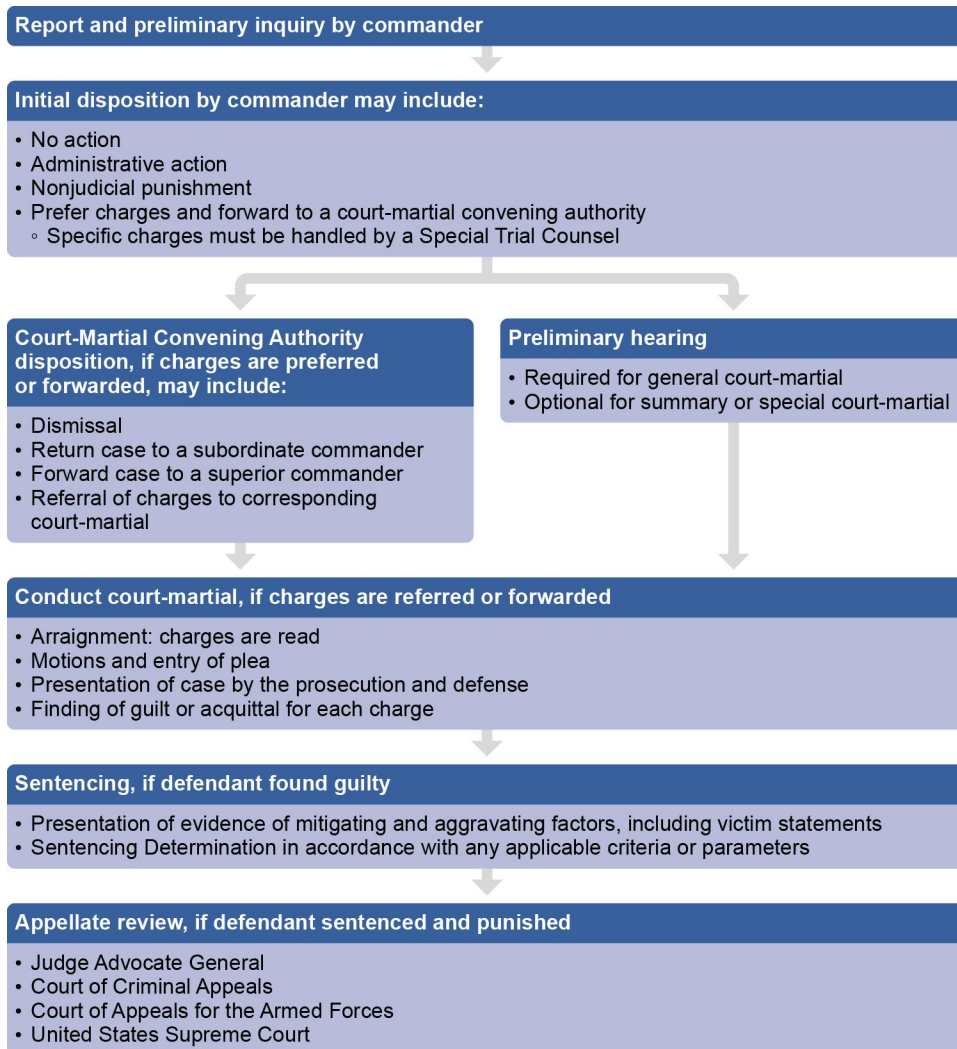 Report and preliminary inquiry by commander
Initial disposition by commander may include:
• No action
• Administrative action
• Nonjudicial punishment
• Prefer charges and forward to a court-martial convening authority
◦ Specific charges must be handled by a Special Trial Counsel
Court-Martial Convening Authority
disposition, if charges are preferred
or forwarded, may include:
• Dismissal
• Return case to a subordinate commander
• Forward case to a superior commander
• Referral of charges to corresponding
court-martial
Preliminary hearing
• Required for general court-martial
• Optional for summary or special court-martial
Conduct court-martial, if charges are referred or forwarded
• Arraignment: charges are read
• Motions and entry of plea
• Presentation of case by the prosecution and defense
• Finding of guilt or acquittal for each charge
Sentencing, if defendant found guilty
• Presentation of evidence of mitigating and aggravating factors, including victim statements
• Sentencing Determination in accordance with any applicable criteria or parameters
Appellate review, if defendant sentenced and punished
• Judge Advocate General
• Court of Criminal Appeals
• Court of Appeals for the Armed Forces
• United States Supreme Court